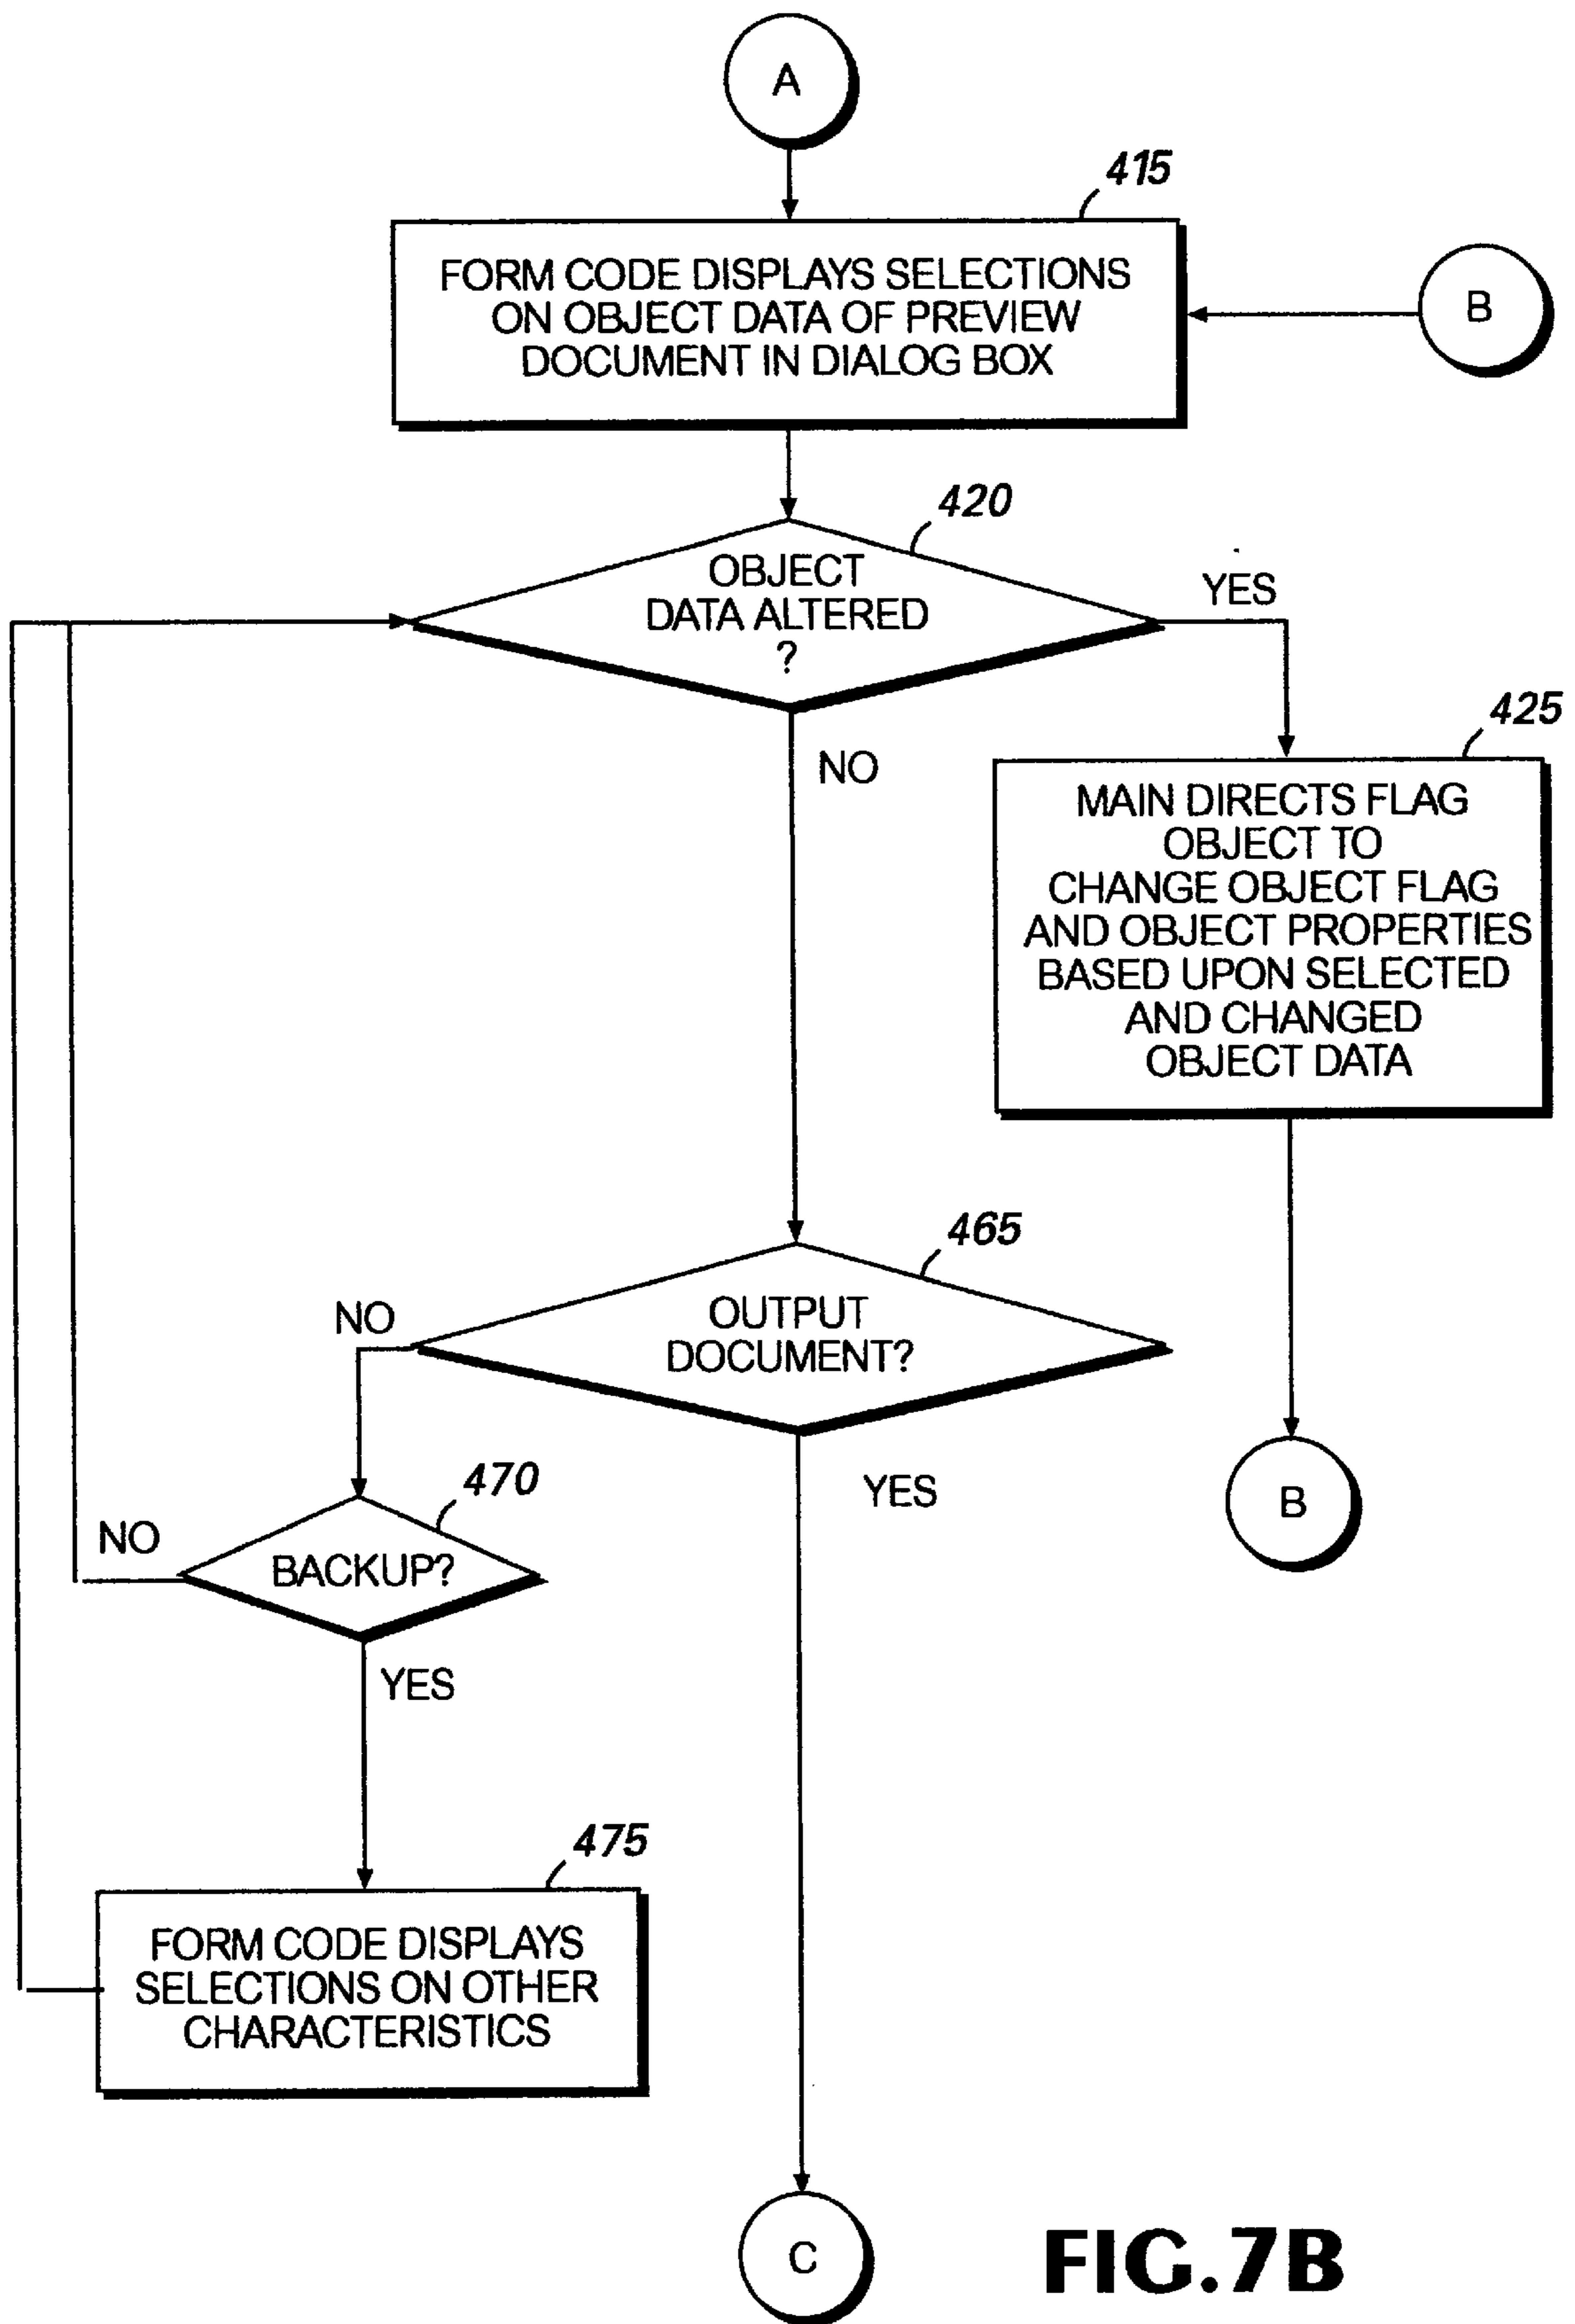 A
415
FORM CODE DISPLAYS SELECTIONS
ON OBJECT DATA OF PREVIEW
DOCUMENT IN DIALOG BOX
B
420
OBJECT
DATA ALTERED
?
YES
NO
425
MAIN DIRECTS FLAG
OBJECT TO
CHANGE OBJECT FLAG
AND OBJECT PROPERTIES
BASED UPON SELECTED
AND CHANGED
OBJECT DATA
465
OUTPUT
DOCUMENT?
NO
YES
B
470
BACKUP?
NO
YES
475
FORM CODE DISPLAYS
SELECTIONS ON OTHER
CHARACTERISTICS
C
FIG.7B